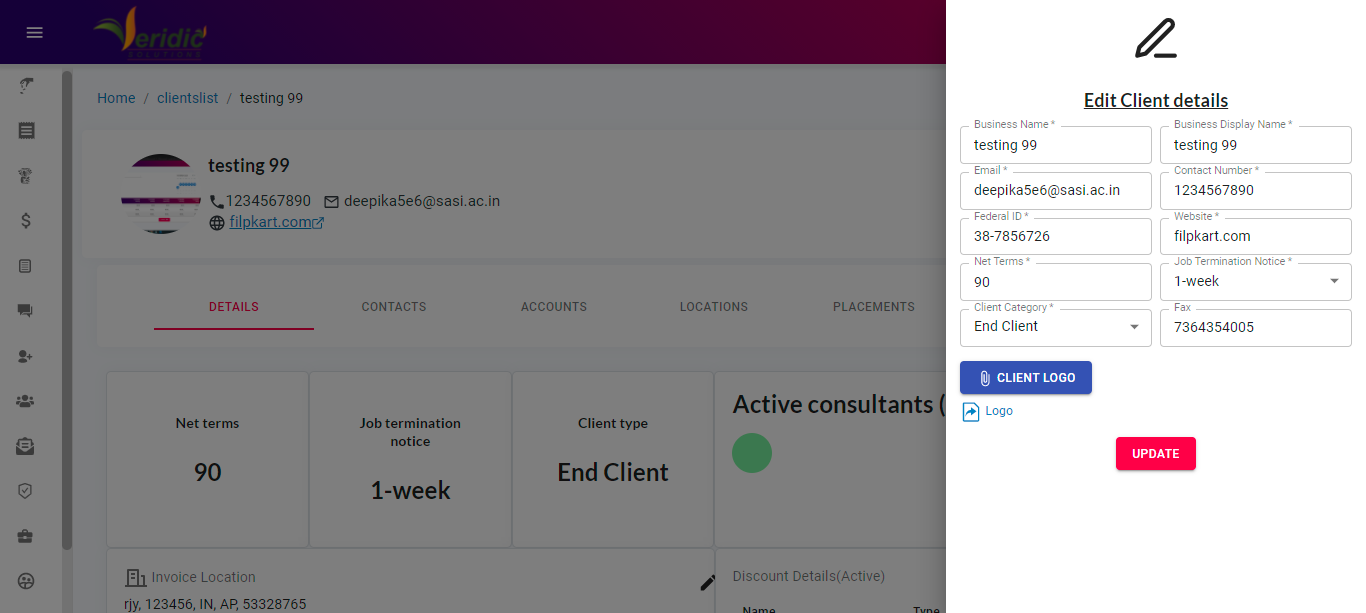 eridic
SOLUTIONS
Home / clientslist / testing 99
testing 99
1234567890 deepika5e6@sasi.ac.in
filpkart.com
DETAILS CONTACTS ACCOUNTS LOCATIONS PLACEMENTS
Net terms
90
Job termination
notice
1-week
Client type
End Client
Active consultants (
Invoice Location
rjy, 123456, IN, AP, 53328765
Discount Details(Active)
Name Type
Edit Client details
Business Name * Business Display Name *
testing 99 testing 99
Email * Contact Number *
deepika5e6@sasi.ac.in 1234567890
Federal ID * Website *
38-7856726 filpkart.com
Net Terms * Job Termination Notice *
90 1-week
Client Category * Fax
End Client 7364354005
CLIENT LOGO
Logo
UPDATE